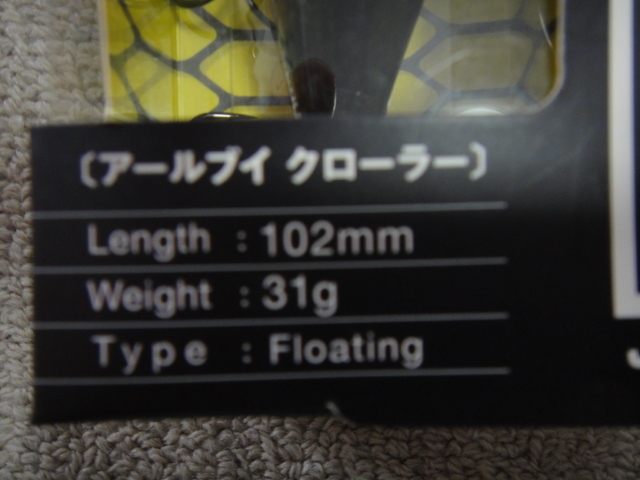 〔アールブイ クローラー〕
Length : 102mm
Weight : 31g
Type : Floating